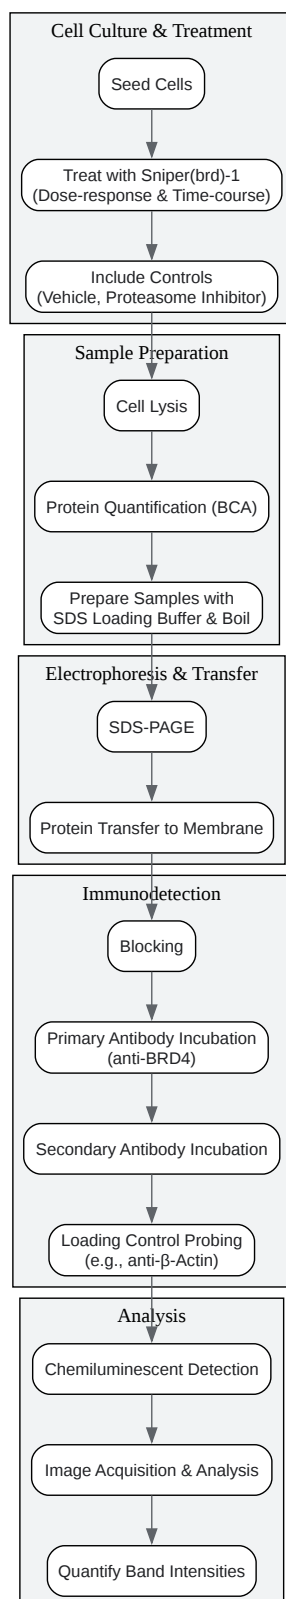 Cell Culture & Treatment
Seed Cells
Treat with Sniper(brd)-1
(Dose-response & Time-course)
Include Controls
(Vehicle, Proteasome Inhibitor)
Sample Preparation
Cell Lysis
Protein Quantification (BCA)
Prepare Samples with
SDS Loading Buffer & Boil
Electrophoresis & Transfer
SDS-PAGE
Protein Transfer to Membrane
Immunodetection
Blocking
Primary Antibody Incubation
(anti-BRD4)
Secondary Antibody Incubation
Loading Control Probing
(e.g., anti-β-Actin)
Analysis
Chemiluminescent Detection
Image Acquisition & Analysis
Quantify Band Intensities